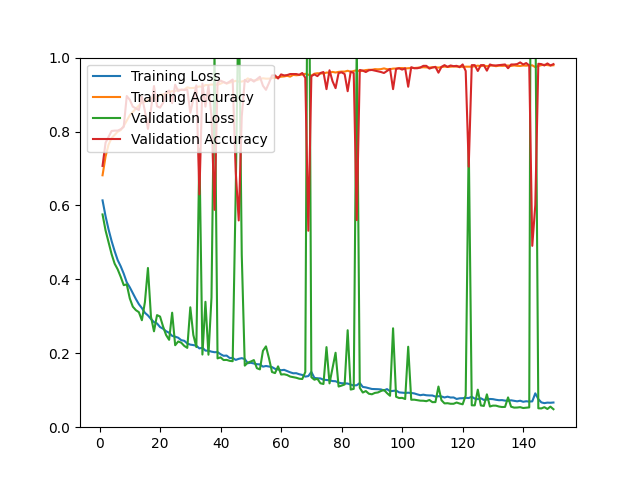 1.0
0.8
0.6
0.4
0.2
0.0
Training Loss
Training Accuracy
Validation Loss
Validation Accuracy
0 20 40 60 80 100 120 140